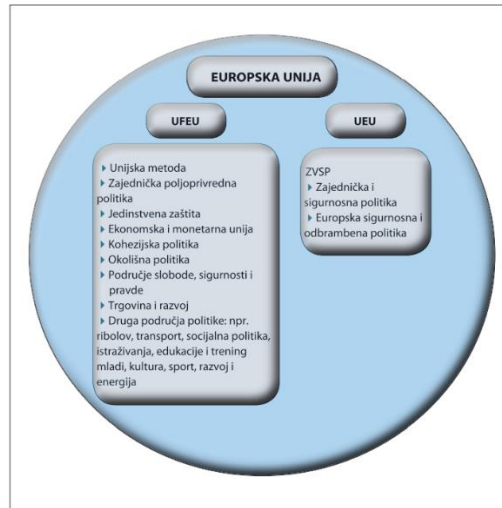 EUROPSKA UNIJA
UFEU
▸ Unijska metoda
▸ Zajednička poljoprivredna
politika
▸ Jedinstvena zaštita
▸ Ekonomska i monetarna unija
▸ Kohezijska politika
▸ Okolišna politika
▸ Područje slobode, sigurnosti i
pravde
▸ Trgovina i razvoj
▸ Druga područja politike: npr.
ribolov, transport, socijalna politika,
istraživanja, edukacije i trening
mladi, kultura, sport, razvoj i
energija
UEU
ZVSP
▸ Zajednička i
sigurnosna politika
▸ Europska sigurnosna i
odbrambena politika